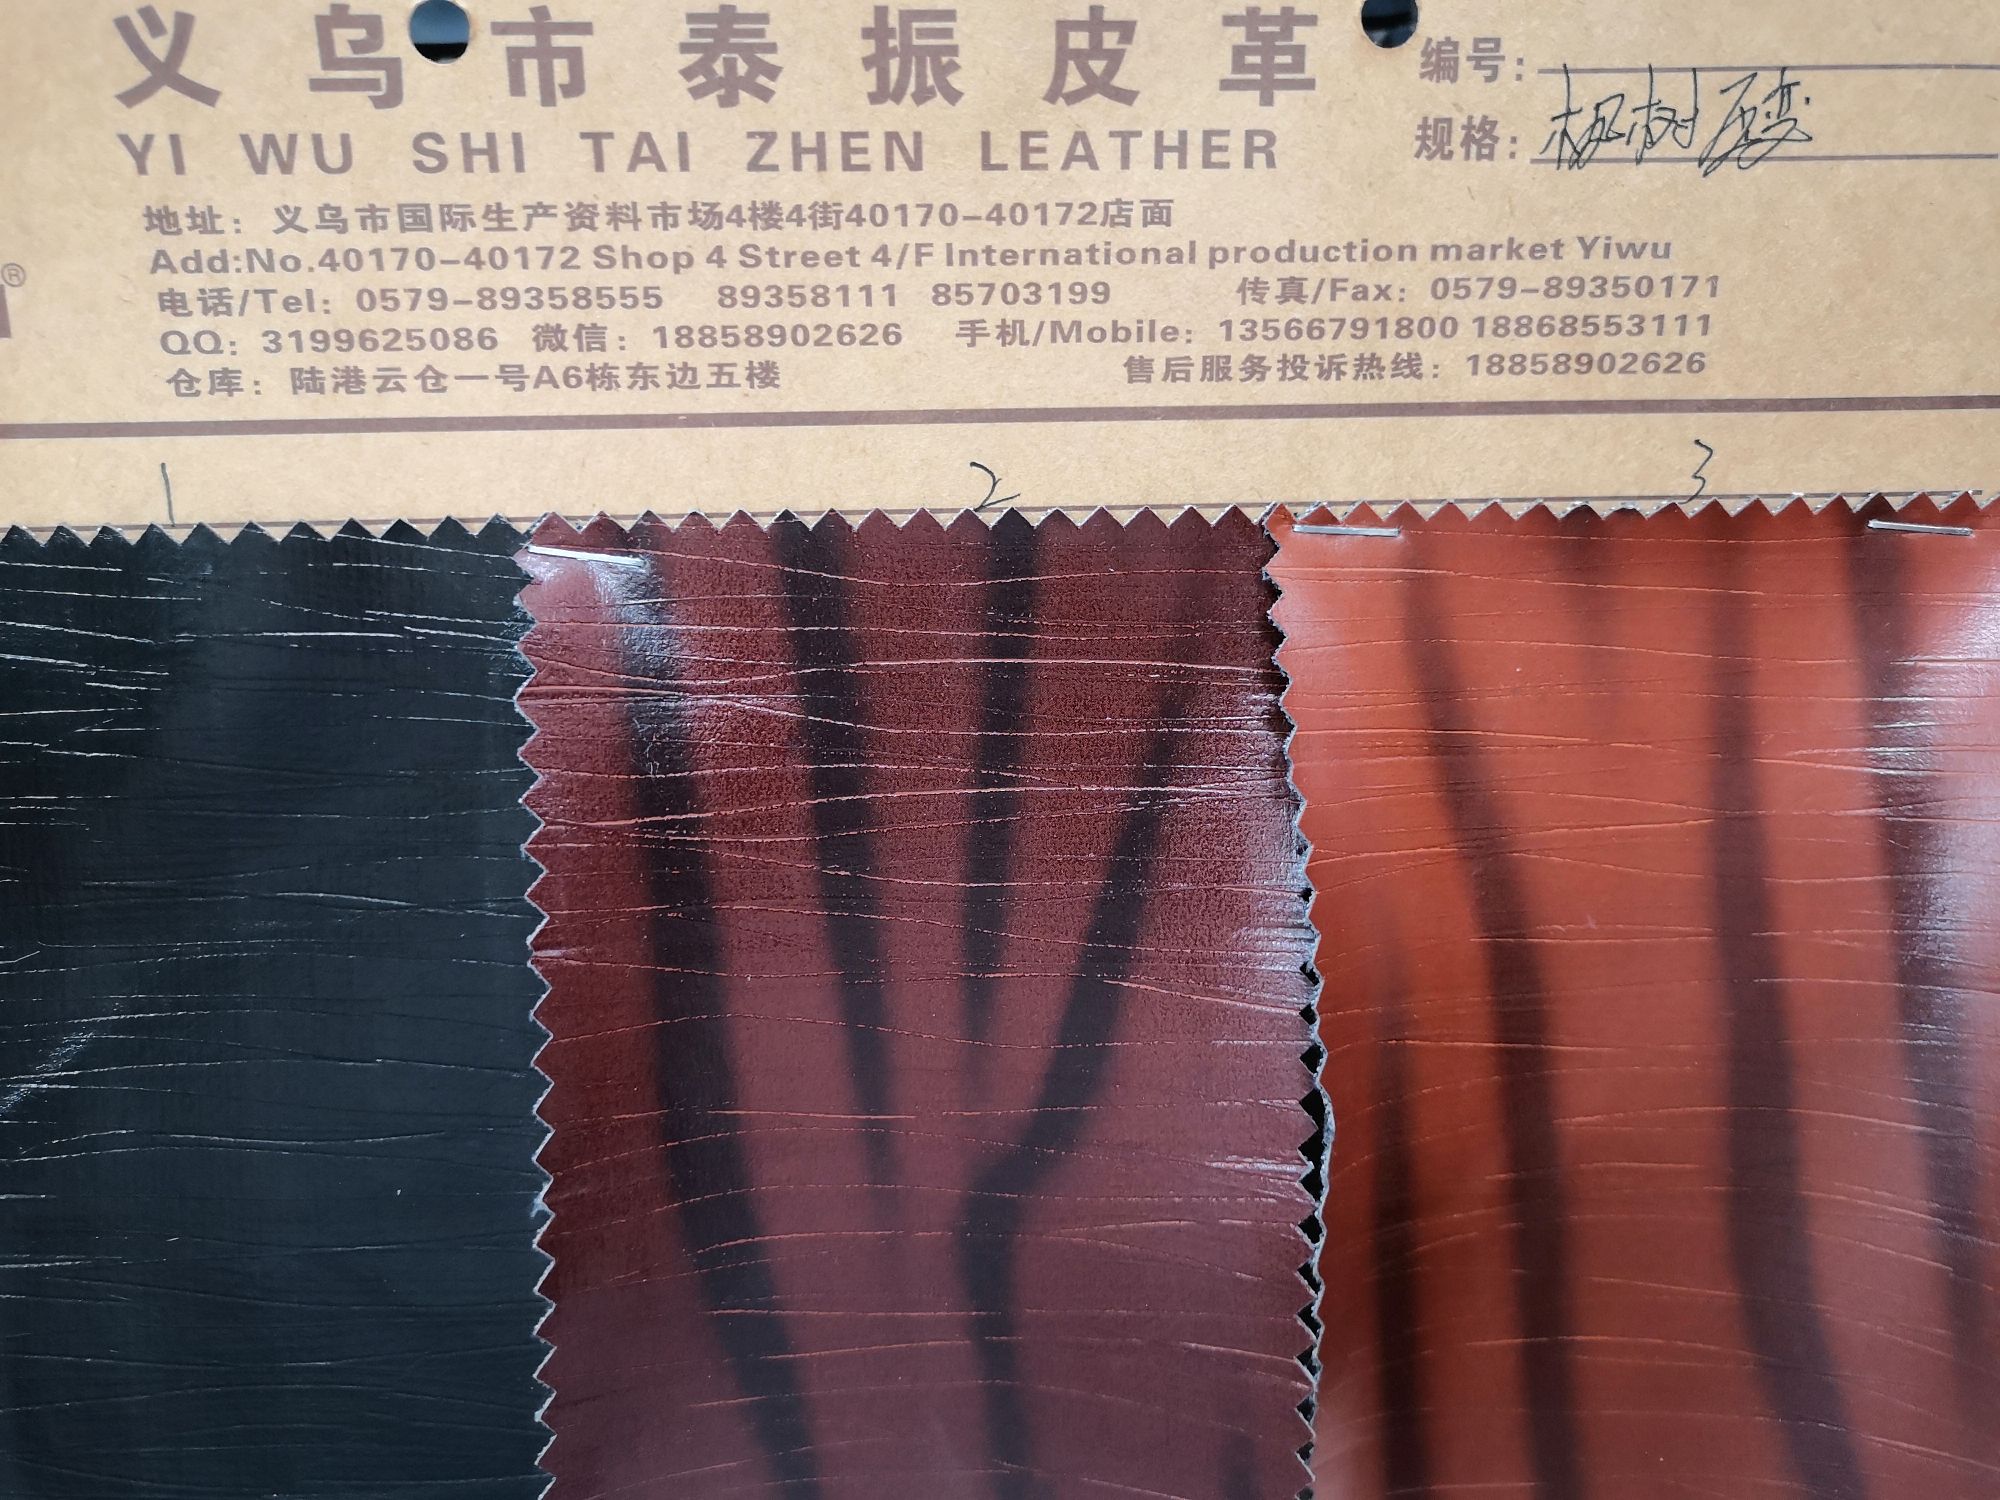 义乌市泰振皮革
YI WU SHI TAI ZHEN LEATHER
编号:
规格: 枫树
地址: 义乌市国际生产资料市场4楼4街40170-40172店面
Add:No.40170-40172 Shop 4 Street 4/F International production market Yiwu
电话/Tel: 0579-89358555 89358111 85703199 传真/Fax: 0579-89350171
QQ: 3199625086 微信: 18858902626 手机/Mobile: 13566791800 18868553111
仓库: 陆港云仓一号A6栋东边五楼 售后服务投诉热线: 18858902626
®
1 2 3